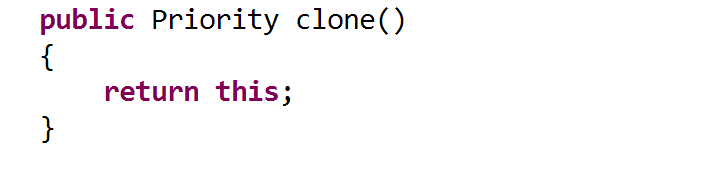 public Priority clone()
{
    return this;
}